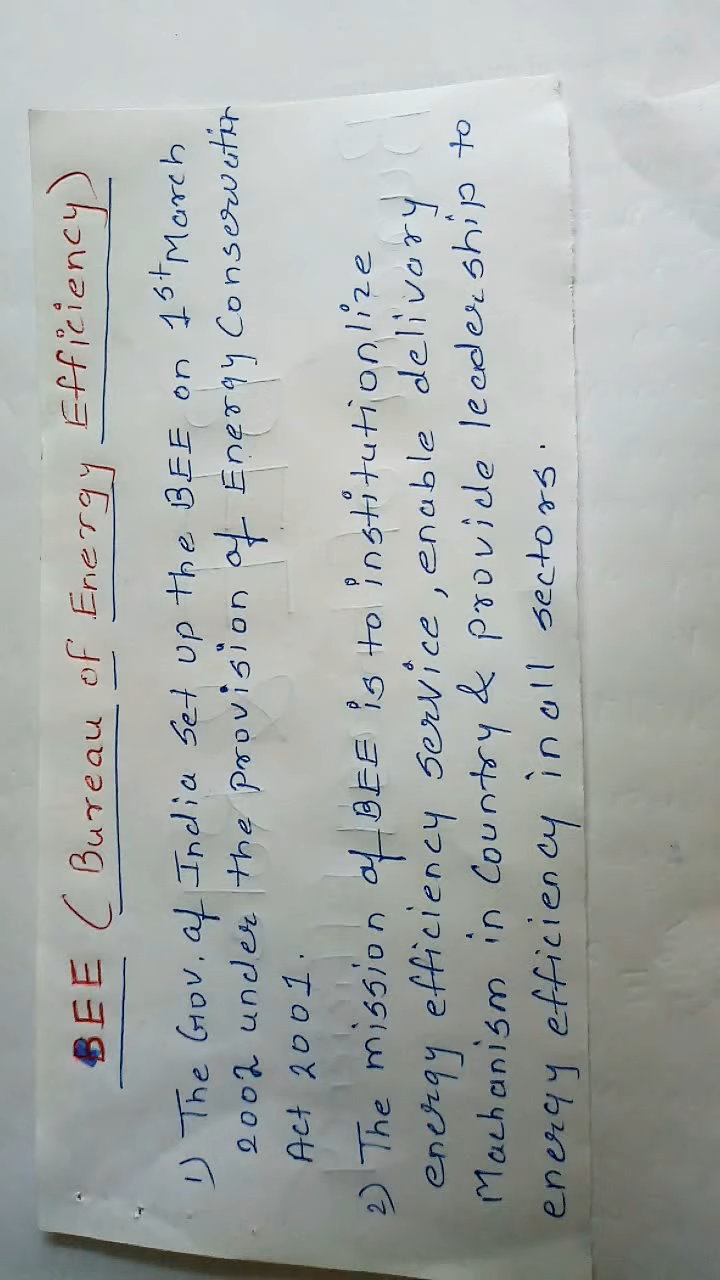 BEE (Bureau of Energy Efficiency)
1) The Gov. of India set up the BEE on 1st March
2002 under the provision of Energy Conservation
Act 2001.
2) The mission of BEE is to institutionlize
energy efficiency service, enable delivary
Machanism in Country & provide leadership to
energy efficiency in all sectors.